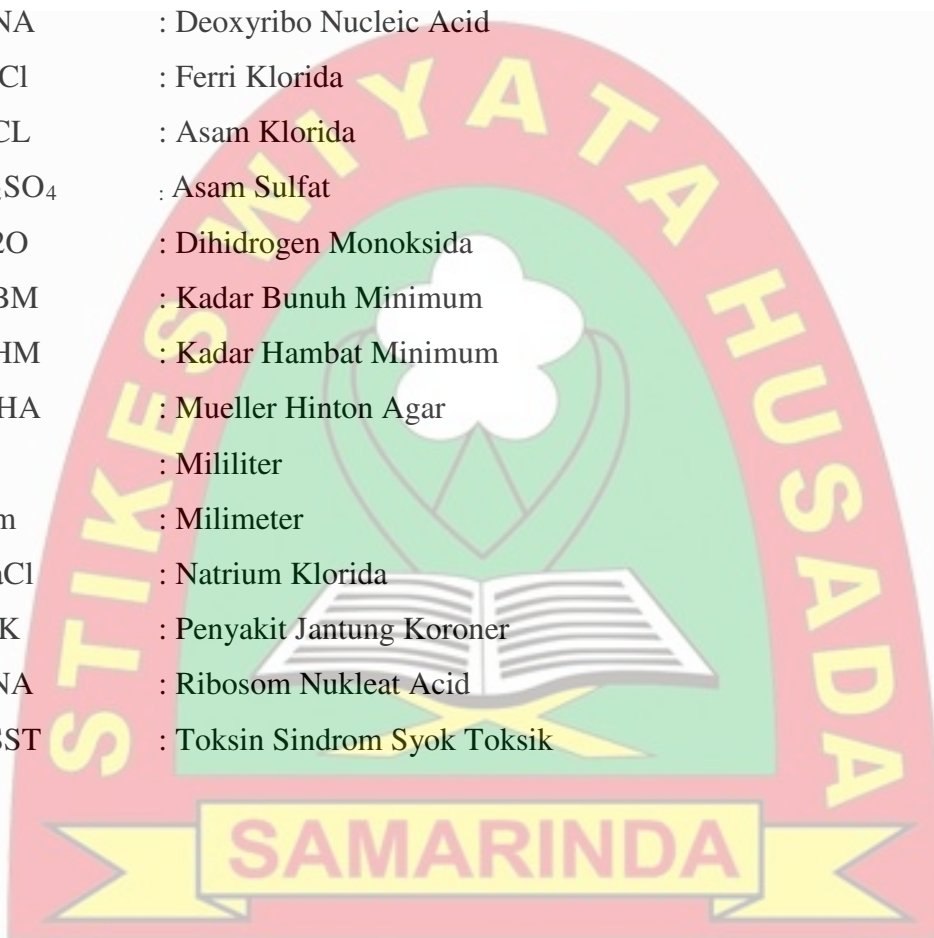 NA : Deoxyribo Nucleic Acid
Cl : Ferri Klorida
CL : Asam Klorida
SO₄ : Asam Sulfat
2O : Dihidrogen Monoksida
BM : Kadar Bunuh Minimum
HM : Kadar Hambat Minimum
HA : Mueller Hinton Agar
: Mililiter
m : Milimeter
aCl : Natrium Klorida
K : Penyakit Jantung Koroner
NA : Ribosom Nukleat Acid
SST : Toksin Sindrom Syok Toksik
STIKES WIYATA HUSADA
SAMARINDA